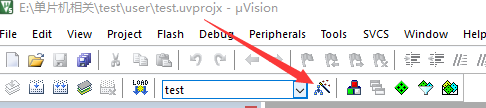 E:\单片机相关\test\user\test.uvprojx - µVision
File Edit View Project Flash Debug Peripherals Tools SVCS Window H
LOAD test